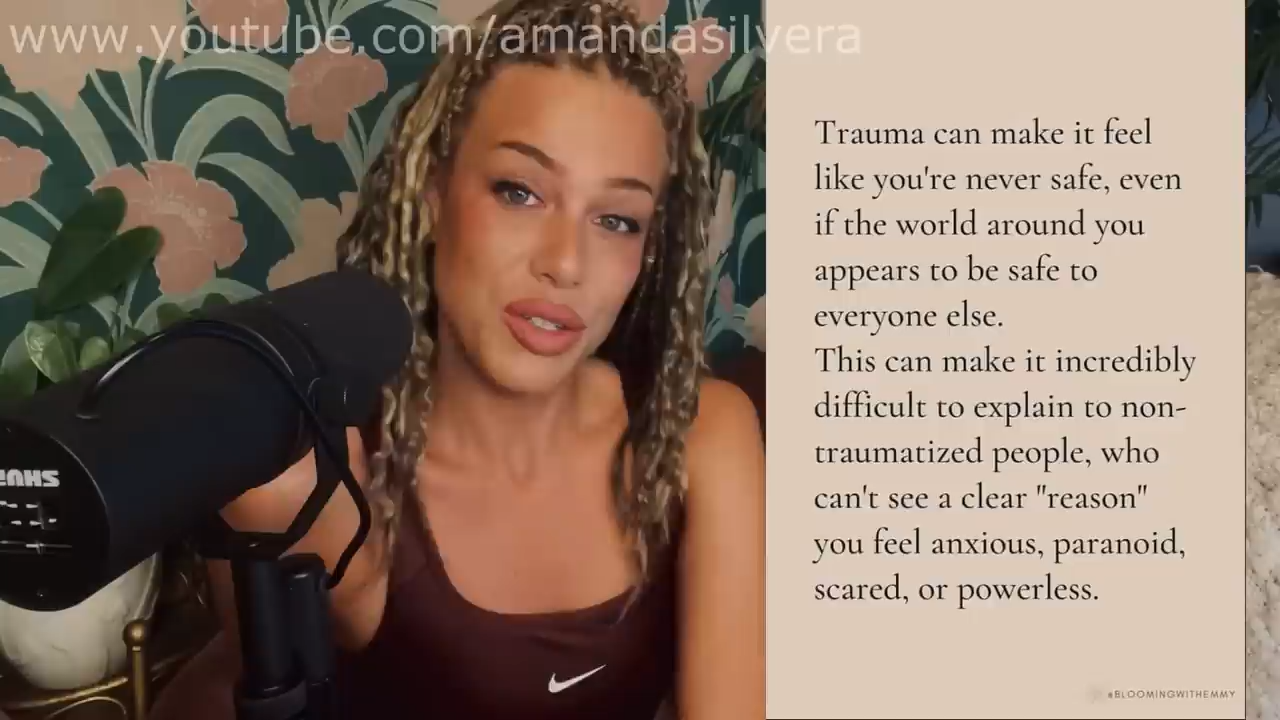 www.youtube.com/amandasilvera
Trauma can make it feel
like you're never safe, even
if the world around you
appears to be safe to
everyone else.
This can make it incredibly
difficult to explain to non-
traumatized people, who
can't see a clear "reason"
you feel anxious, paranoid,
scared, or powerless.
@BLOOMINGWITHEMMY
SHURE